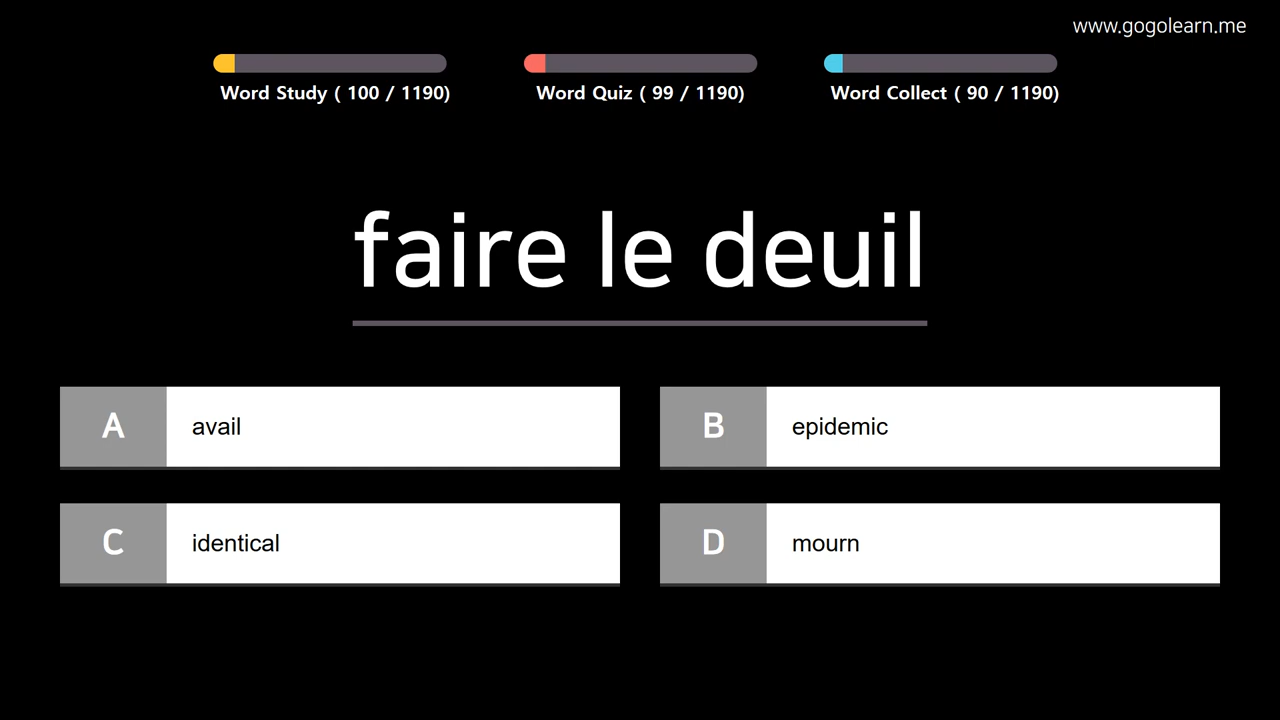 www.gogolearn.me
Word Study ( 100 / 1190)
Word Quiz ( 99 / 1190)
Word Collect ( 90 / 1190)
faire le deuil
A avail
B epidemic
C identical
D mourn